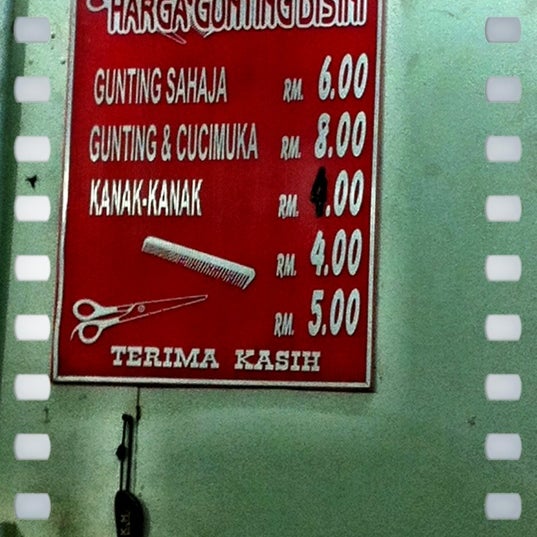 HARGA GUNTING DISINI
GUNTING SAHAJA RM. 6.00
GUNTING & CUCIMUKA RM. 8.00
KANAK-KANAK RM. 4.00
RM. 4.00
RM. 5.00
TERIMA KASIH